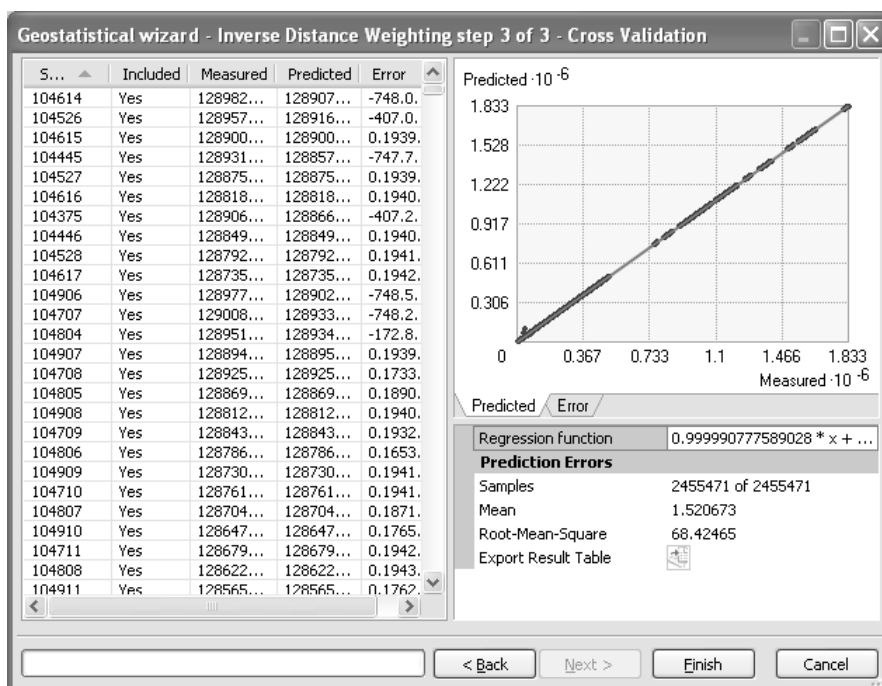 Geostatistical wizard - Inverse Distance Weighting step 3 of 3 - Cross Validation
S... Included Measured Predicted Error
104614 Yes 128982... 128907... -748.0.
104526 Yes 128957... 128916... -407.0.
104615 Yes 128900... 128900... 0.1939.
104445 Yes 128931... 128857... -747.7.
104527 Yes 128875... 128875... 0.1939.
104616 Yes 128818... 128818... 0.1940.
104375 Yes 128906... 128866... -407.2.
104446 Yes 128849... 128849... 0.1940.
104528 Yes 128792... 128792... 0.1941.
104617 Yes 128735... 128735... 0.1942.
104906 Yes 128977... 128902... -748.5.
104707 Yes 129008... 128933... -748.2.
104804 Yes 128951... 128934... -172.8.
104907 Yes 128894... 128895... 0.1939.
104708 Yes 128925... 128925... 0.1733.
104805 Yes 128869... 128869... 0.1890.
104908 Yes 128812... 128812... 0.1940.
104709 Yes 128843... 128843... 0.1932.
104806 Yes 128786... 128786... 0.1653.
104909 Yes 128730... 128730... 0.1941.
104710 Yes 128761... 128761... 0.1941.
104807 Yes 128704... 128704... 0.1871.
104910 Yes 128647... 128647... 0.1765.
104711 Yes 128679... 128679... 0.1942.
104808 Yes 128622... 128622... 0.1943.
104911 Yes 128565... 128565... 0.1762.
Predicted ·10 -6
1.833
1.528
1.222
0.917
0.611
0.306
0 0.367 0.733 1.1 1.466 1.833
Measured ·10 -6
Predicted Error
Regression function 0.999990777589028 * x + ...
Prediction Errors
Samples 2455471 of 2455471
Mean 1.520673
Root-Mean-Square 68.42465
Export Result Table
< Back Next > Finish Cancel